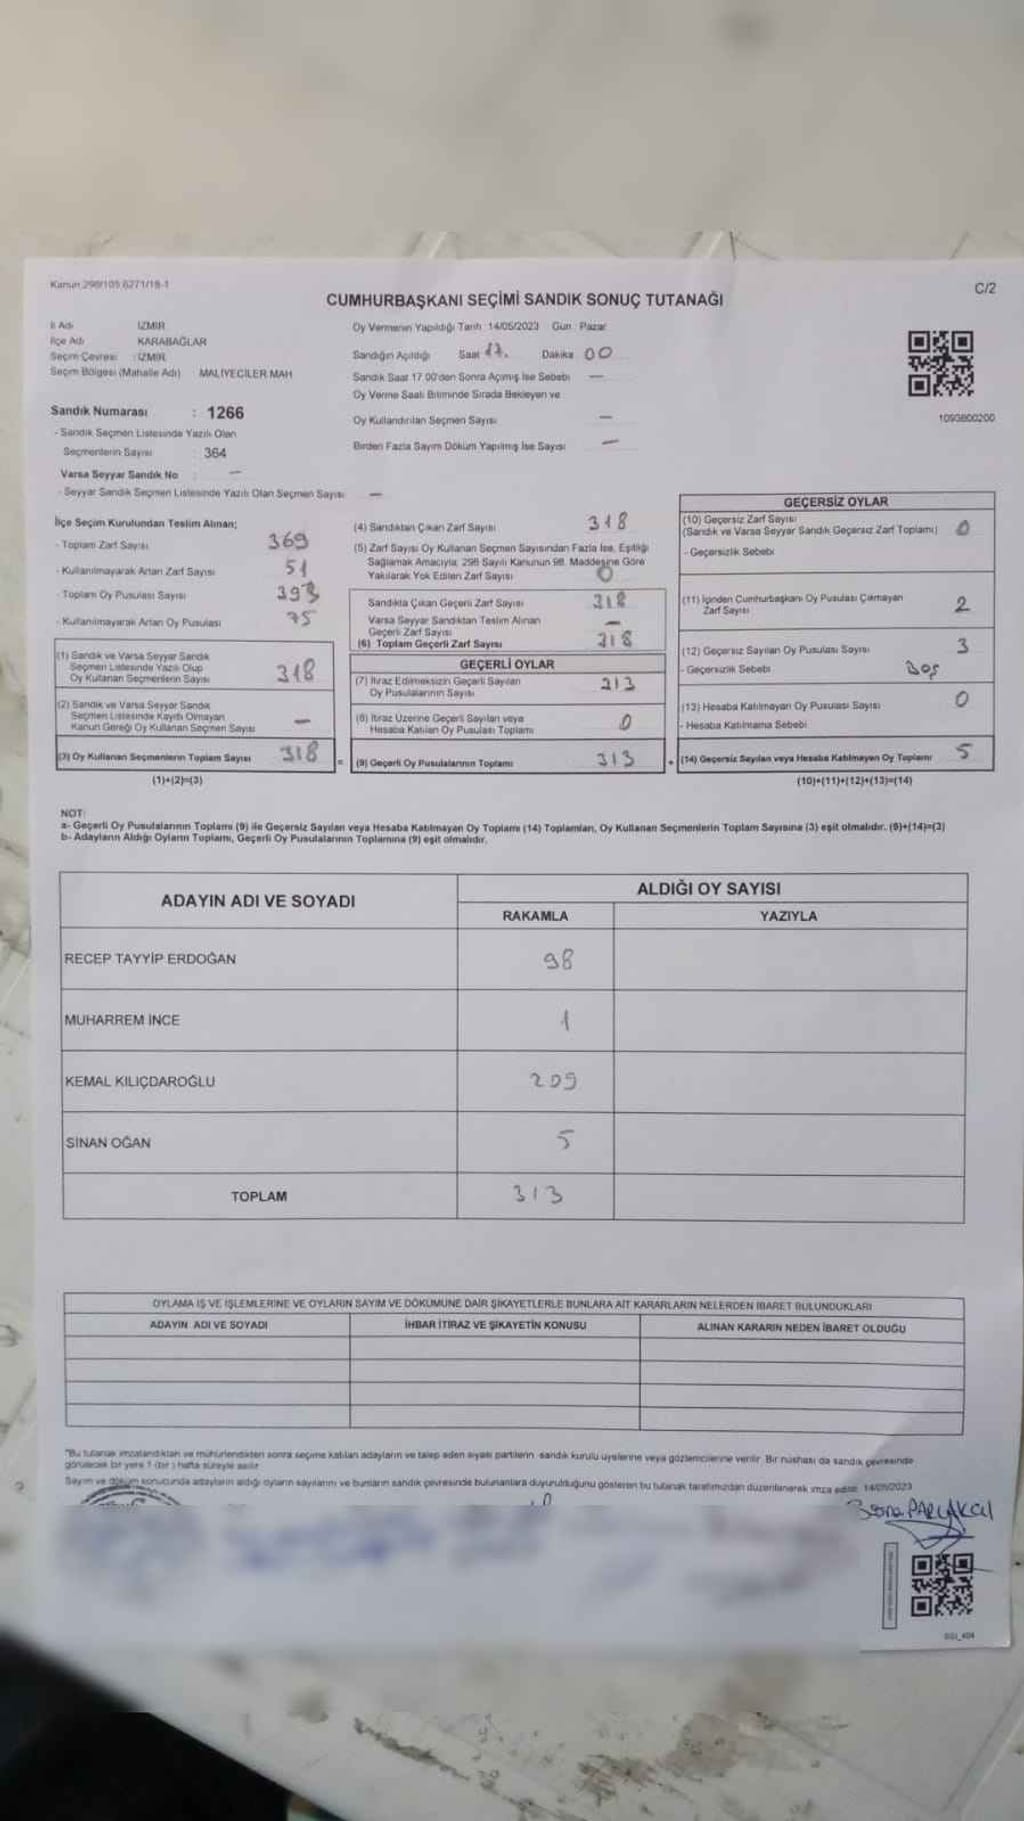 Kanun:298/105,6271/18-1
C/2
CUMHURBAŞKANI SEÇİMİ SANDIK SONUÇ TUTANAĞI
İl Adı İZMİR
İlçe Adı KARABAĞLAR
Seçim Çevresi : İZMİR
Seçim Bölgesi (Mahalle Adı) MALİYECİLER MAH
Sandık Numarası : 1266
- Sandık Seçmen Listesinde Yazılı Olan
Seçmenlerin Sayısı 364
Varsa Seyyar Sandık No : —
- Seyyar Sandık Seçmen Listesinde Yazılı Olan Seçmen Sayısı —
Oy Vermenin Yapıldığı Tarih :14/05/2023 Gün : Pazar
Sandığın Açıldığı Saat 17. Dakika 00
Sandık Saat 17.00'den Sonra Açılmış İse Sebebi —
Oy Verme Saati Bitiminde Sırada Bekleyen ve
Oy Kullandırılan Seçmen Sayısı —
Birden Fazla Sayım Döküm Yapılmış İse Sayısı —
1093800200
İlçe Seçim Kurulundan Teslim Alınan;
- Toplam Zarf Sayısı 369
- Kullanılmayarak Artan Zarf Sayısı 51
- Toplam Oy Pusulası Sayısı 393
- Kullanılmayarak Artan Oy Pusulası 75
(1) Sandık ve Varsa Seyyar Sandık
Seçmen Listesinde Yazılı Olup
Oy Kullanan Seçmenlerin Sayısı 318
(2) Sandık ve Varsa Seyyar Sandık
Seçmen Listesinde Kayıtlı Olmayan
Kanun Gereği Oy Kullanan Seçmen Sayısı —
(3) Oy Kullanan Seçmenlerin Toplam Sayısı 318
(1)+(2)=(3)
(4) Sandıktan Çıkan Zarf Sayısı 318
(5) Zarf Sayısı Oy Kullanan Seçmen Sayısından Fazla İse, Eşitliği
Sağlamak Amacıyla; 298 Sayılı Kanunun 98. Maddesine Göre
Yakılarak Yok Edilen Zarf Sayısı 0
Sandıkta Çıkan Geçerli Zarf Sayısı 318
Varsa Seyyar Sandıktan Teslim Alınan
Geçerli Zarf Sayısı —
(6) Toplam Geçerli Zarf Sayısı 318
GEÇERLİ OYLAR
(7) İtiraz Edilmeksizin Geçerli Sayılan
Oy Pusulalarının Sayısı 313
(8) İtiraz Üzerine Geçerli Sayılan veya
Hesaba Katılan Oy Pusulası Toplamı 0
= (9) Geçerli Oy Pusulalarının Toplamı 313
GEÇERSİZ OYLAR
(10) Geçersiz Zarf Sayısı
(Sandık ve Varsa Seyyar Sandık Geçersiz Zarf Toplamı) 0
- Geçersizlik Sebebi
(11) İçinden Cumhurbaşkanı Oy Pusulası Çıkmayan
Zarf Sayısı 2
(12) Geçersiz Sayılan Oy Pusulası Sayısı 3
- Geçersizlik Sebebi Boş
(13) Hesaba Katılmayan Oy Pusulası Sayısı 0
- Hesaba Katılmama Sebebi
+ (14) Geçersiz Sayılan veya Hesaba Katılmayan Oy Toplamı 5
(10)+(11)+(12)+(13)=(14)
NOT:
a- Geçerli Oy Pusulalarının Toplamı (9) ile Geçersiz Sayılan veya Hesaba Katılmayan Oy Toplamı (14) Toplamları, Oy Kullanan Seçmenlerin Toplam Sayısına (3) eşit olmalıdır. (9)+(14)=(3)
b- Adayların Aldığı Oyların Toplamı, Geçerli Oy Pusulalarının Toplamına (9) eşit olmalıdır.
ADAYIN ADI VE SOYADI ALDIĞI OY SAYISI
RAKAMLA YAZIYLA
RECEP TAYYİP ERDOĞAN 98
MUHARREM İNCE 1
KEMAL KILIÇDAROĞLU 209
SİNAN OĞAN 5
TOPLAM 313
OYLAMA İŞ VE İŞLEMLERİNE VE OYLARIN SAYIM VE DÖKÜMÜNE DAİR ŞİKAYETLERLE BUNLARA AİT KARARLARIN NELERDEN İBARET BULUNDUKLARI
ADAYIN ADI VE SOYADI İHBAR İTİRAZ VE ŞİKAYETİN KONUSU ALINAN KARARIN NEDEN İBARET OLDUĞU
"Bu tutanak imzalandıktan ve mühürlendikten sonra seçime katılan adayların ve talep eden siyasi partilerin sandık kurulu üyelerine veya gözlemcilerine verilir. Bir nüshası da sandık çevresinde
görülecek bir yere 1 (bir) hafta süreyle asılır.
Sayım ve döküm sonucunda adayların aldığı oyların sayılarını ve bunların sandık çevresinde bulunanlara duyurulduğunu gösteren bu tutanak tarafımızdan düzenlenerek imza edildi. 14/05/2023